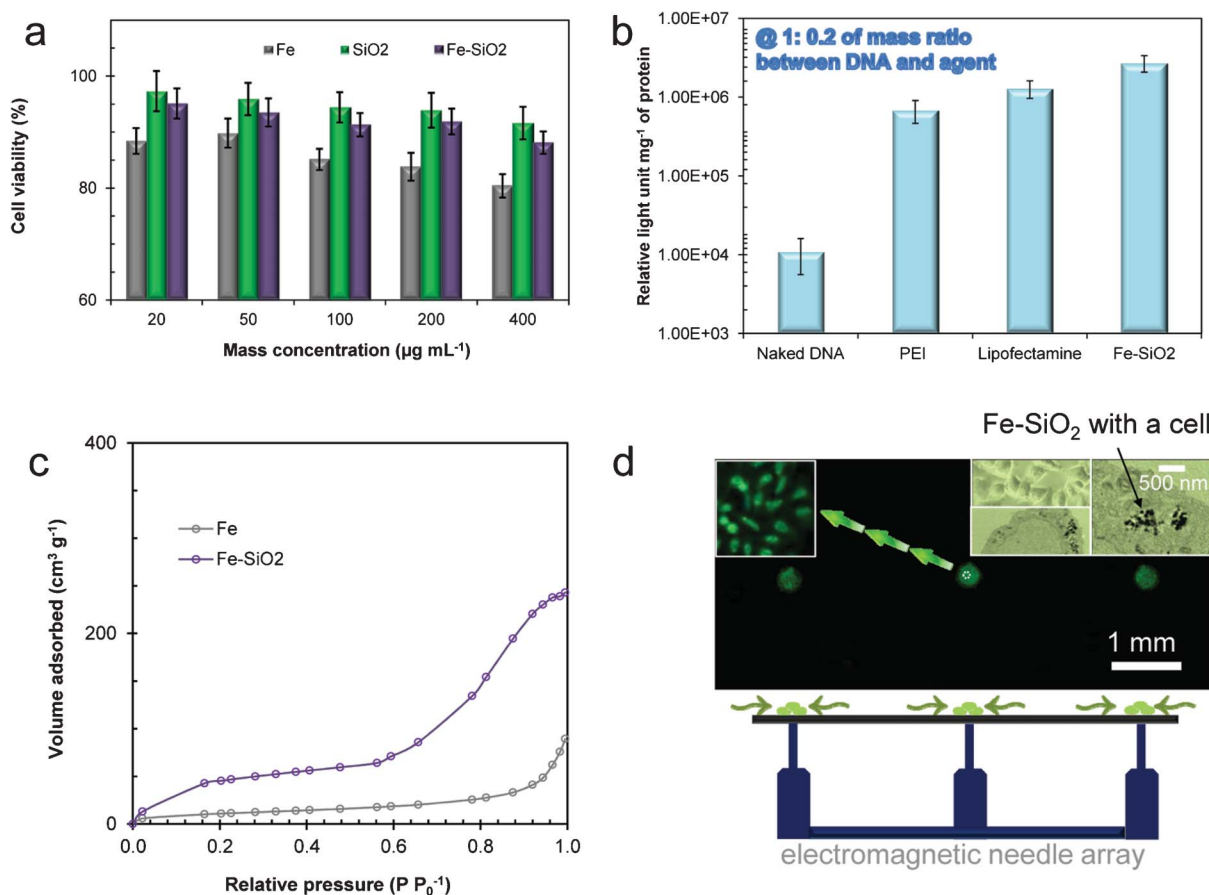 a
Fe
SiO2
Fe-SiO2
Cell viability (%)
100
80
60
20
50
100
200
400
Mass concentration (µg mL-1)
b
@ 1: 0.2 of mass ratio
between DNA and agent
Relative light unit mg-1 of protein
1.00E+07
1.00E+06
1.00E+05
1.00E+04
1.00E+03
Naked DNA
PEI
Lipofectamine
Fe-SiO2
c
Fe
Fe-SiO2
Volume adsorbed (cm3 g-1)
400
200
0
0.0
0.2
0.4
0.6
0.8
1.0
Relative pressure (P P0-1)
d
Fe-SiO2 with a cell
500 nm
1 mm
electromagnetic needle array